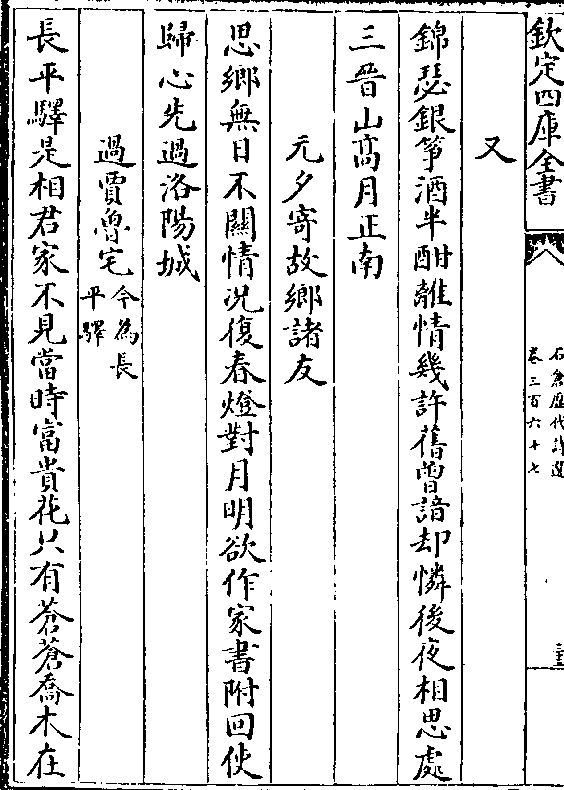 欽定四庫全書
石倉歷代詩選
卷三百六十七
又
錦瑟銀箏酒半酣離情幾許舊曾諳却憐後夜相思處
三晉山髙月正南
元夕寄故鄉諸友
思鄉無日不關情況復春燈對月明欲作家書附回使
歸心先過洛陽城
過賈魯宅今為長平驛
長平驛是相君家不見當時富貴花只有蒼蒼喬木在